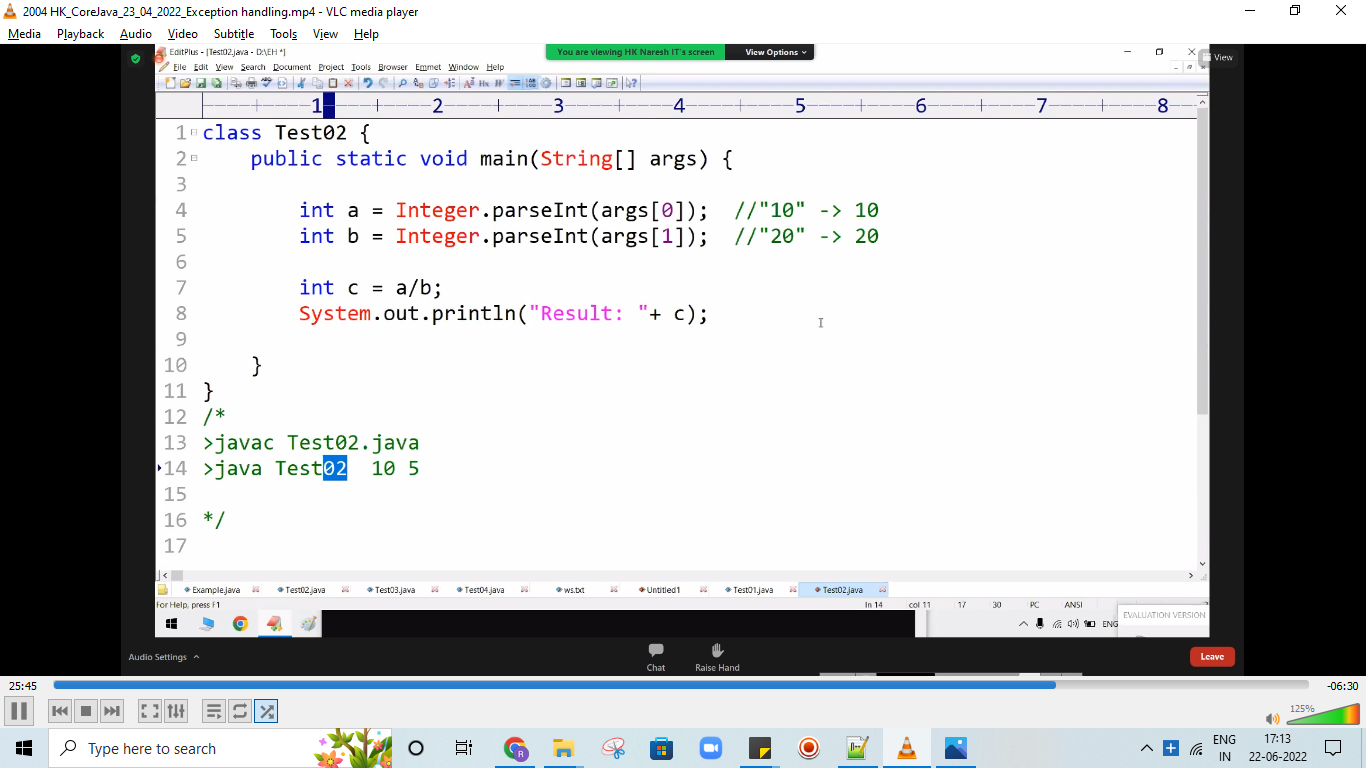 2004 HK_CoreJava_23_04_2022_Exception handling.mp4 - VLC media player
Media Playback Audio Video Subtitle Tools View Help
EditPlus - [Test02.java - D:\EH *]
You are viewing HK Naresh IT's screen View Options
View
File Edit View Search Document Project Tools Browser Emmet Window Help
1 2 3 4 5 6 7 8
1 class Test02 {
2 public static void main(String[] args) {
3
4 int a = Integer.parseInt(args[0]); //"10" -> 10
5 int b = Integer.parseInt(args[1]); //"20" -> 20
6
7 int c = a/b;
8 System.out.println("Result: "+ c);
9
10 }
11 }
12 /*
13 >javac Test02.java
14 >java Test02 10 5
15
16 */
17
Example.java Test02.java Test03.java Test04.java ws.txt Untitled1 Test01.java Test02.java
For Help, press F1 ln 14 col 11 17 30 PC ANSI
EVALUATION VERSION
ENG
Audio Settings Chat Raise Hand Leave
25:45 -06:30
125%
Type here to search
ENG 17:13
IN 22-06-2022